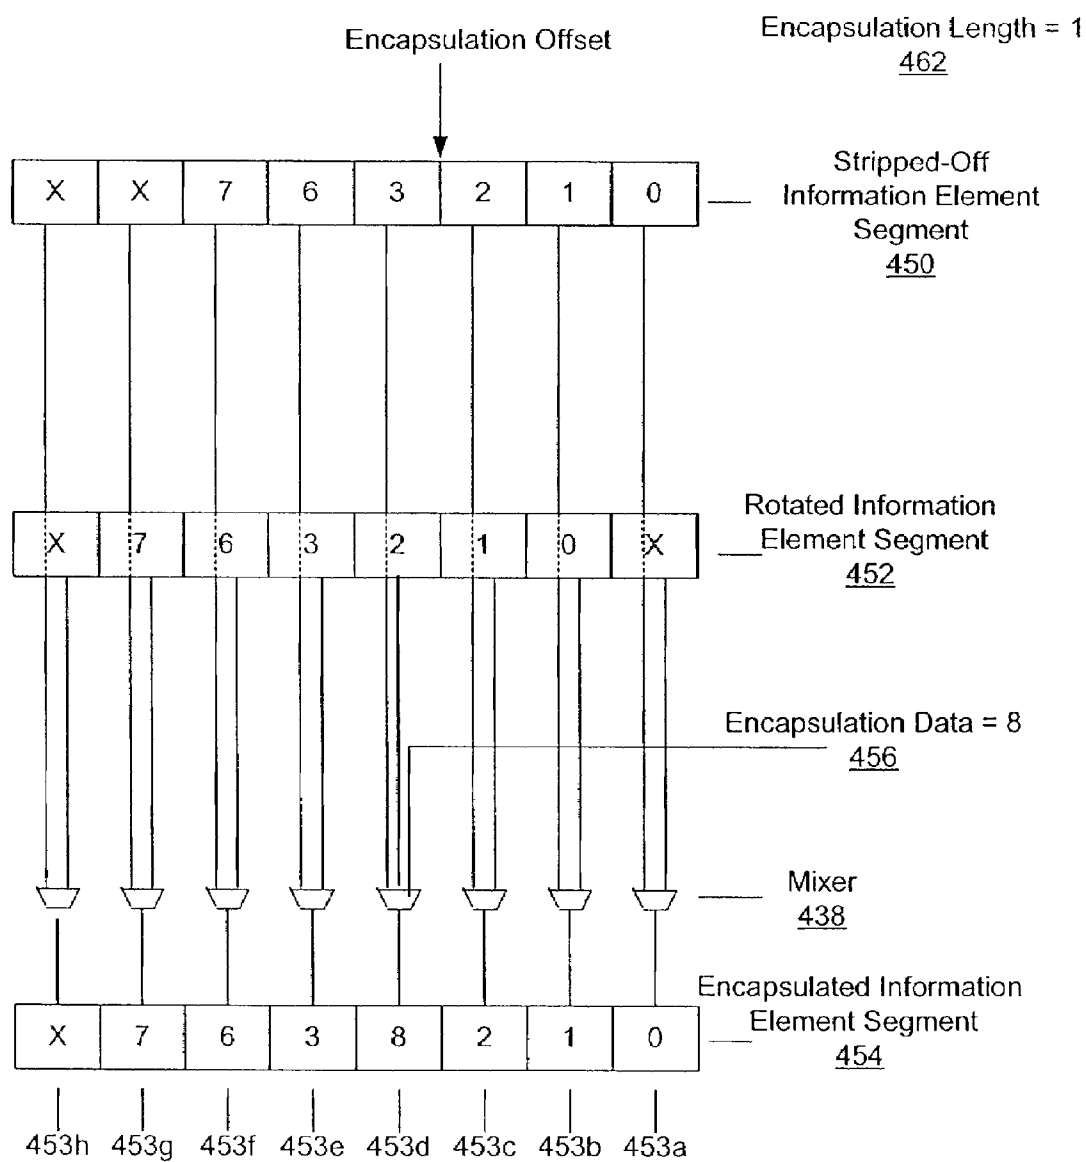 Encapsulation Offset
Encapsulation Length = 1
462
X X 7 6 3 2 1 0
Stripped-Off
Information Element
Segment
450
X 7 6 3 2 1 0 X
Rotated Information
Element Segment
452
Encapsulation Data = 8
456
Mixer
438
X 7 6 3 8 2 1 0
Encapsulated Information
Element Segment
454
453h 453g 453f 453e 453d 453c 453b 453a